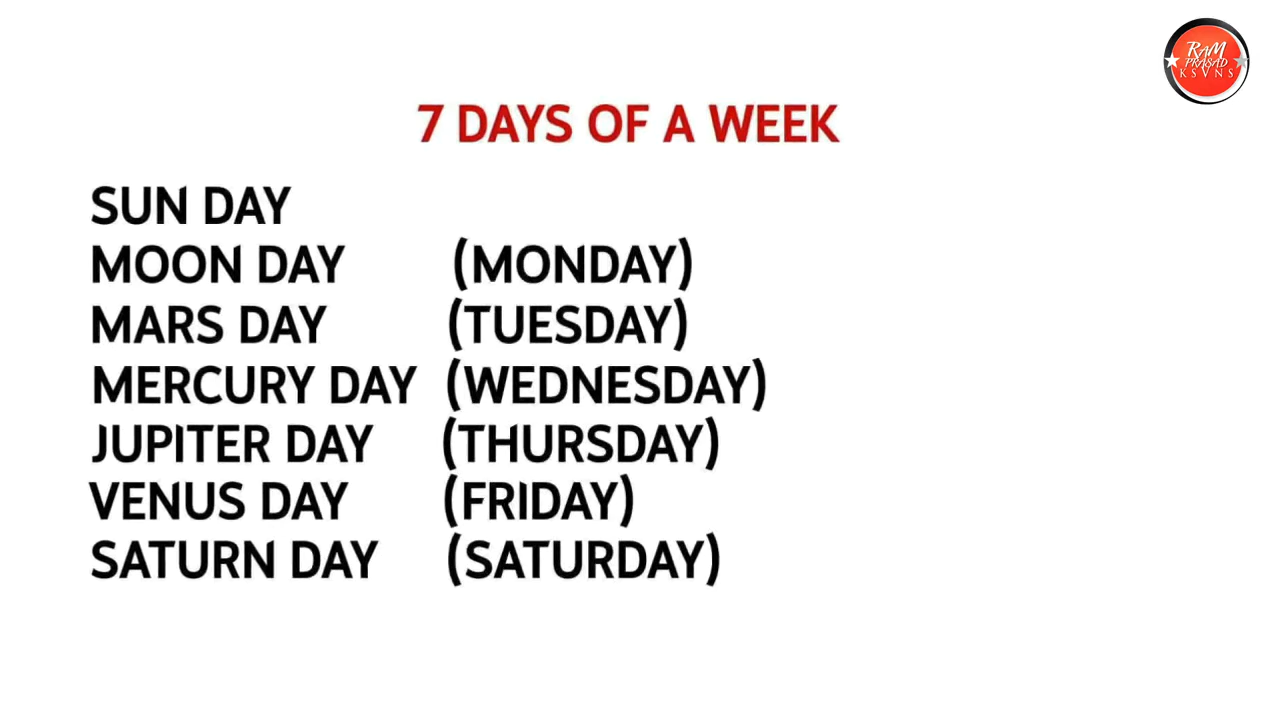 RAM
PRASAD
KSVNS
7 DAYS OF A WEEK
SUN DAY
MOON DAY (MONDAY)
MARS DAY (TUESDAY)
MERCURY DAY (WEDNESDAY)
JUPITER DAY (THURSDAY)
VENUS DAY (FRIDAY)
SATURN DAY (SATURDAY)